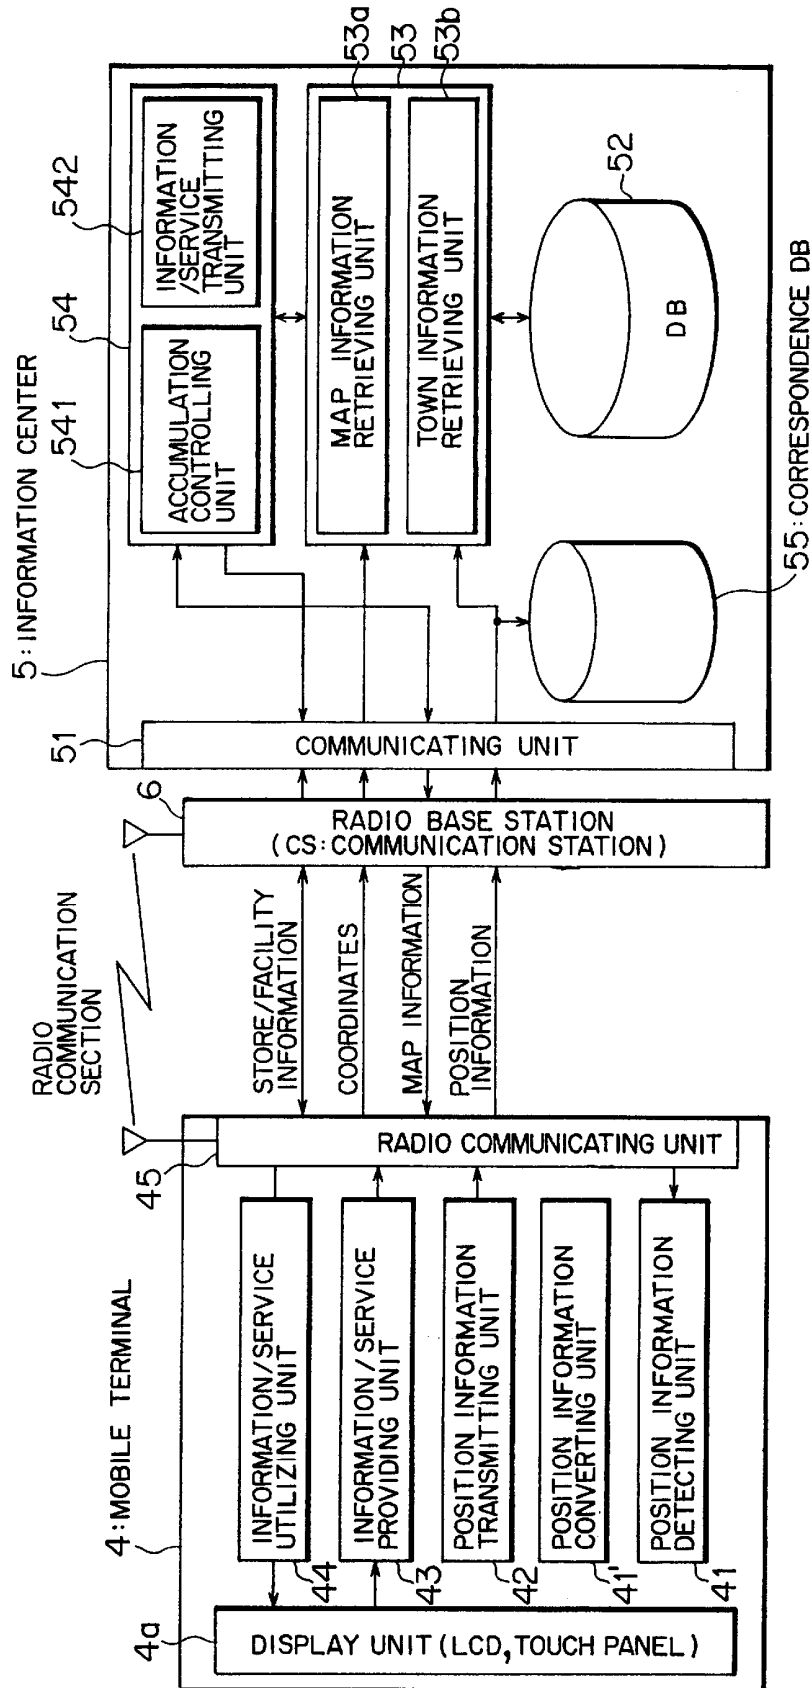 4:MOBILE TERMINAL
4a
DISPLAY UNIT (LCD,TOUCH PANEL)
44
INFORMATION/SERVICE
UTILIZING UNIT
43
INFORMATION/SERVICE
PROVIDING UNIT
42
POSITION INFORMATION
TRANSMITTING UNIT
41'
POSITION INFORMATION
CONVERTING UNIT
41
POSITION INFORMATION
DETECTING UNIT
45
RADIO COMMUNICATING UNIT
RADIO
COMMUNICATION
SECTION
STORE/FACILITY
INFORMATION
COORDINATES
MAP INFORMATION
POSITION
INFORMATION
6
RADIO BASE STATION
(CS:COMMUNICATION STATION)
5:INFORMATION CENTER
51
COMMUNICATING UNIT
54
541
ACCUMULATION
CONTROLLING
UNIT
542
INFORMATION
/SERVICE
TRANSMITTING
UNIT
53a
MAP INFORMATION
RETRIEVING UNIT
53
53b
TOWN INFORMATION
RETRIEVING UNIT
52
DB
55:CORRESPONDENCE DB